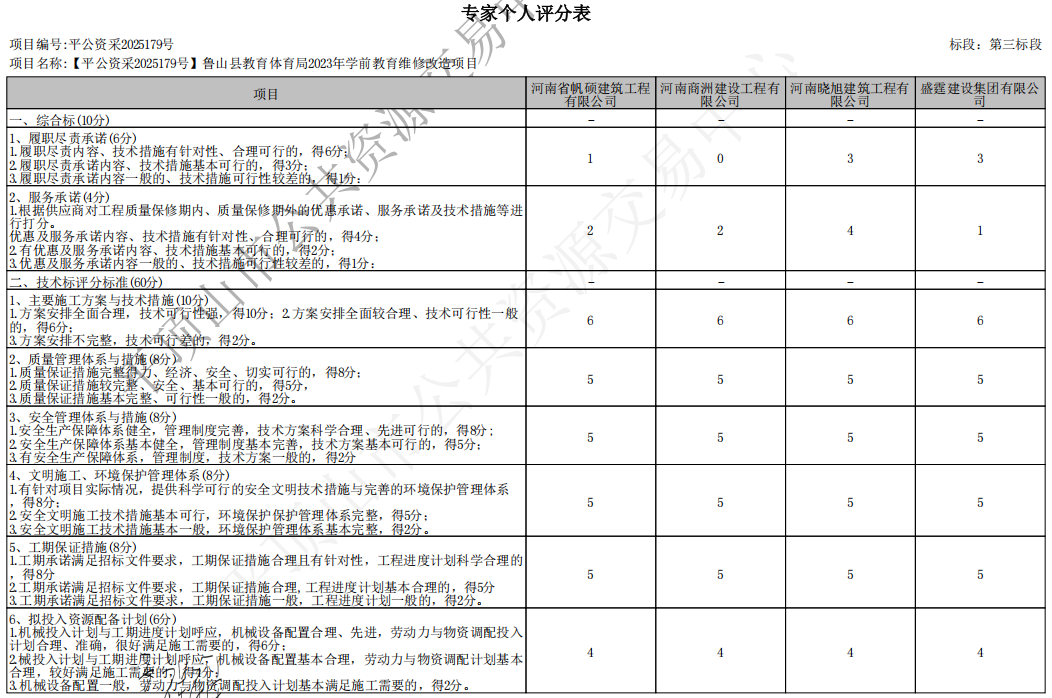 专家个人评分表
项目编号:平公资采2025179号
标段：第三标段
项目名称:【平公资采2025179号】鲁山县教育体育局2023年学前教育维修改造项目
项目
河南省帆硕建筑工程有限公司
河南商洲建设工程有限公司
河南晓旭建筑工程有限公司
盛霆建设集团有限公司
一、综合标(10分)
— — — —
1、履职尽责承诺(6分)
1.履职尽责内容、技术措施有针对性、合理可行的，得6分;
2.履职尽责承诺内容、技术措施基本可行的，得3分;
3.履职尽责承诺内容一般的、技术措施可行性较差的，得1分:
1 0 3 3
2、服务承诺(4分)
1.根据供应商对工程质量保修期内、质量保修期外的优惠承诺、服务承诺及技术措施等进
行打分。
优惠及服务承诺内容、技术措施有针对性、合理可行的，得4分;
2.有优惠及服务承诺内容、技术措施基本可行的，得2分;
3.优惠及服务承诺内容一般的、技术措施可行性较差的，得1分:
2 2 4 1
二、技术标评分标准(60分)
— — — —
1、主要施工方案与技术措施(10分)
1.方案安排全面合理，技术可行性强，得10分；2.方案安排全面较合理、技术可行性一般
的，得6分;
3.方案安排不完整，技术可行差的，得2分。
6 6 6 6
2、质量管理体系与措施(8分)
1.质量保证措施完整得力、经济、安全、切实可行的，得8分;
2.质量保证措施较完整、安全、基本可行的，得5分,
3.质量保证措施基本完整、可行性一般的，得2分。
5 5 5 5
3、安全管理体系与措施(8分)
1.安全生产保障体系健全，管理制度完善，技术方案科学合理、先进可行的，得8分;
2.安全生产保障体系基本健全，管理制度基本完善，技术方案基本可行的，得5分;
3.有安全生产保障体系，管理制度，技术方案一般的，得2分
5 5 5 5
4、文明施工、环境保护管理体系(8分)
1.有针对项目实际情况，提供科学可行的安全文明技术措施与完善的环境保护管理体系
，得8分;
2.安全文明施工技术措施基本可行，环境保护保护管理体系完整，得5分;
3.安全文明施工技术措施基本一般，环境保护管理体系基本完整，得2分。
5 5 5 5
5、工期保证措施(8分)
1.工期承诺满足招标文件要求，工期保证措施合理且有针对性，工程进度计划科学合理的
，得8分
2.工期承诺满足招标文件要求，工期保证措施合理,工程进度计划基本合理的，得5分
3.工期承诺满足招标文件要求，工期保证措施一般，工程进度计划一般的，得2分。
5 5 5 5
6、拟投入资源配备计划(6分)
1.机械投入计划与工期进度计划呼应，机械设备配置合理、先进，劳动力与物资调配投入
计划合理、准确，很好满足施工需要的，得6分;
2.械投入计划与工期进度计划呼应，机械设备配置基本合理，劳动力与物资调配计划基本
合理，较好满足施工需要的，得1分;
3.机械设备配置一般，劳动力与物资调配投入计划基本满足施工需要的，得2分。
4 4 4 4
平顶山市公共资源交易中
平顶山市公共资源交易中心